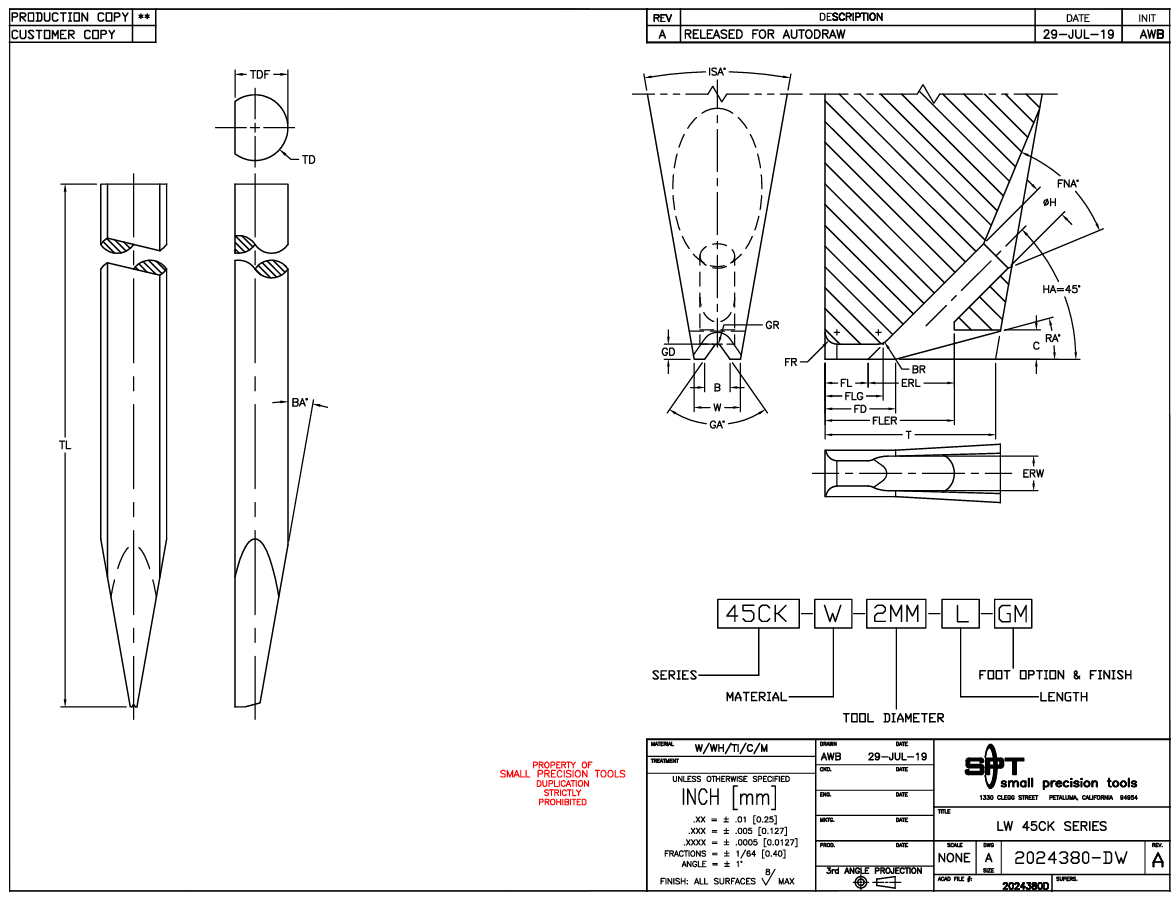 PRODUCTION COPY **
CUSTOMER COPY
REV DESCRIPTION DATE INIT
A RELEASED FOR AUTODRAW 29-JUL-19 AWB
TDF
TD
TL
BA°
ISA°
FNA°
øH
HA=45°
GR
GD
C
RA°
FR
BR
B
FL
ERL
FLG
W
FD
GA°
FLER
T
ERW
45CK-W-2MM-L-GM
SERIES
FOOT OPTION & FINISH
MATERIAL
LENGTH
TOOL DIAMETER
PROPERTY OF
SMALL PRECISION TOOLS
DUPLICATION
STRICTLY
PROHIBITED
MATERIAL W/WH/TI/C/M
TREATMENT
UNLESS OTHERWISE SPECIFIED
INCH [mm]
.XX = ± .01 [0.25]
.XXX = ± .005 [0.127]
.XXXX = ± .0005 [0.0127]
FRACTIONS = ± 1/64 [0.40]
ANGLE = ± 1°
FINISH: ALL SURFACES 8/ MAX
DRAWN DATE
AWB 29-JUL-19
CKD. DATE
ENG. DATE
MKTG. DATE
PROD. DATE
3rd ANGLE PROJECTION
SPT
small precision tools
1330 CLEGG STREET PETALUMA, CALIFORNIA 94954
TITLE
LW 45CK SERIES
SCALE
NONE
DWG
A
SIZE
2024380-DW
REV.
A
ACAD FILE #:
2024380D
SUPERS.